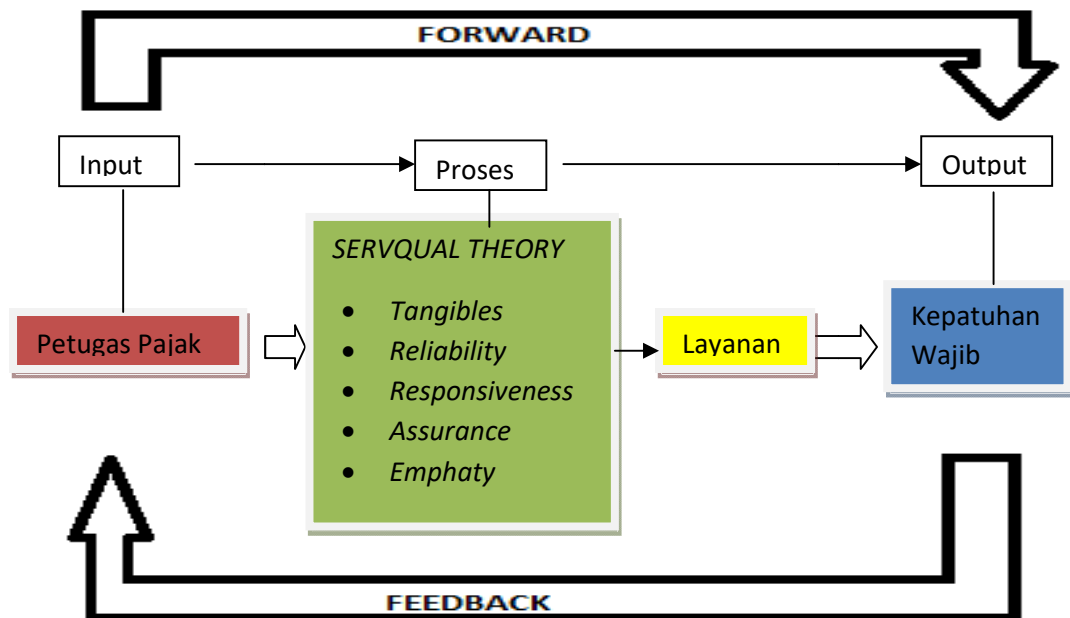 FORWARD
Input
Proses
Output
SERVQUAL THEORY
• Tangibles
• Reliability
• Responsiveness
• Assurance
• Emphaty
Petugas Pajak
Layanan
Kepatuhan
Wajib
FEEDBACK